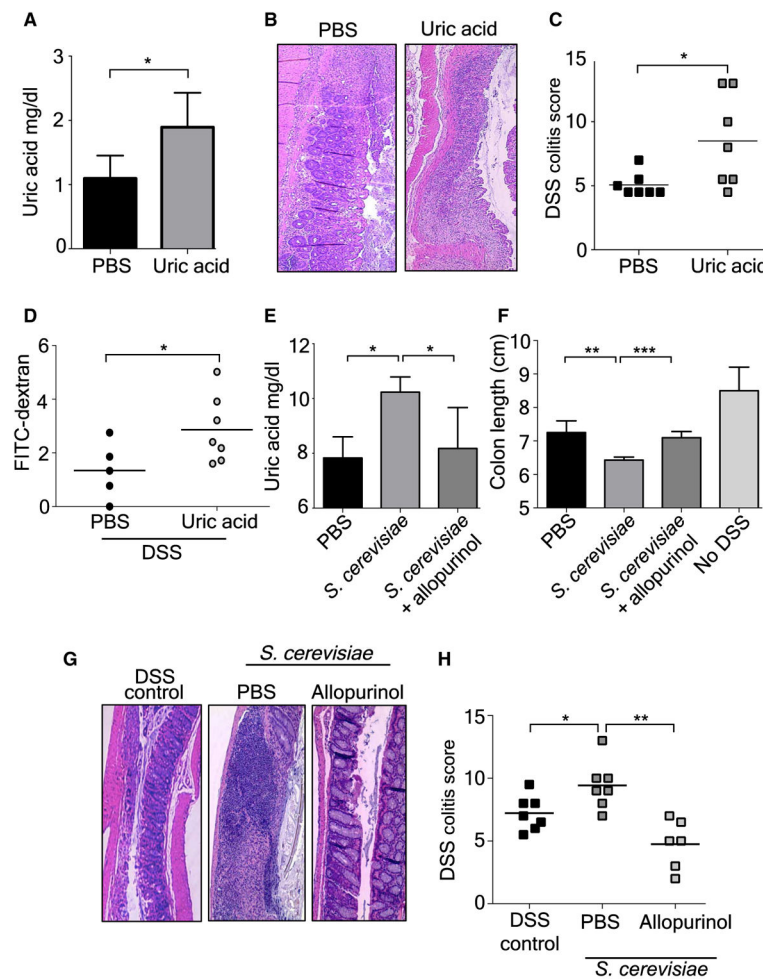 A
Uric acid mg/dl
3
2
1
0
*
PBS
Uric acid
B
PBS
Uric acid
C
DSS colitis score
15
10
5
0
*
PBS
Uric acid
D
FITC-dextran
6
4
2
0
*
PBS
Uric acid
DSS
E
Uric acid mg/dl
12
10
8
6
*
*
PBS
S. cerevisiae
S. cerevisiae
+ allopurinol
F
Colon length (cm)
10
9
8
7
6
5
**
***
PBS
S. cerevisiae
S. cerevisiae
+ allopurinol
No DSS
G
S. cerevisiae
DSS
control
PBS
Allopurinol
H
DSS colitis score
15
10
5
0
*
**
DSS
control
PBS
Allopurinol
S. cerevisiae